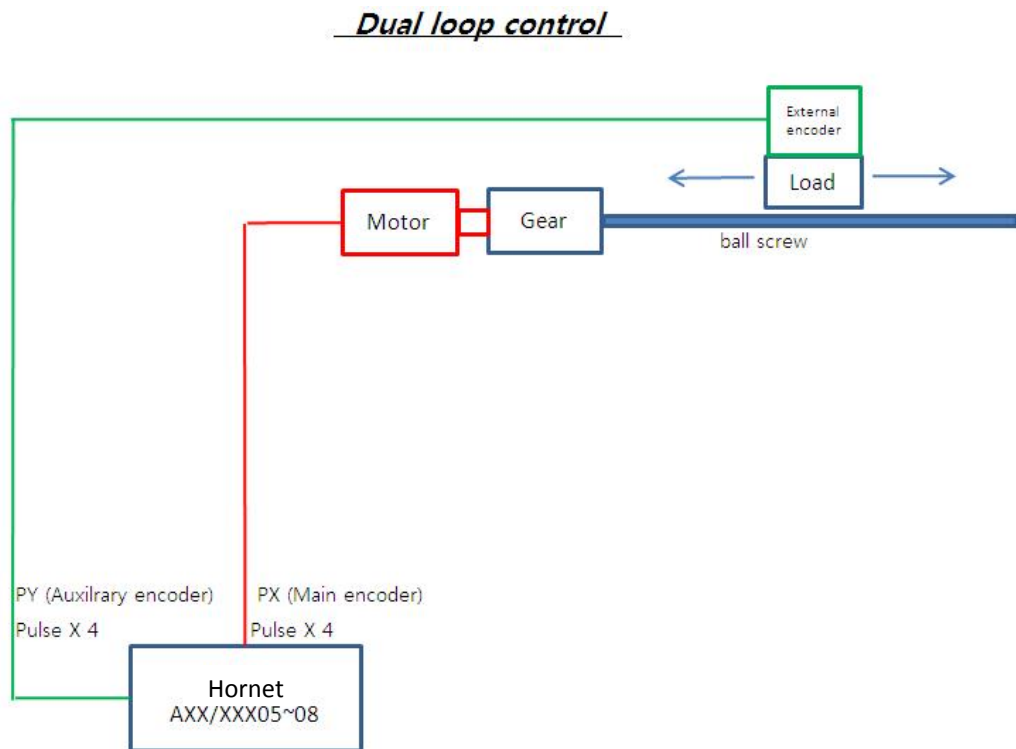 Dual loop control
External
encoder
Load
Motor
Gear
ball screw
PY (Auxilrary encoder)
Pulse X 4
PX (Main encoder)
Pulse X 4
Hornet
AXX/XXX05~08